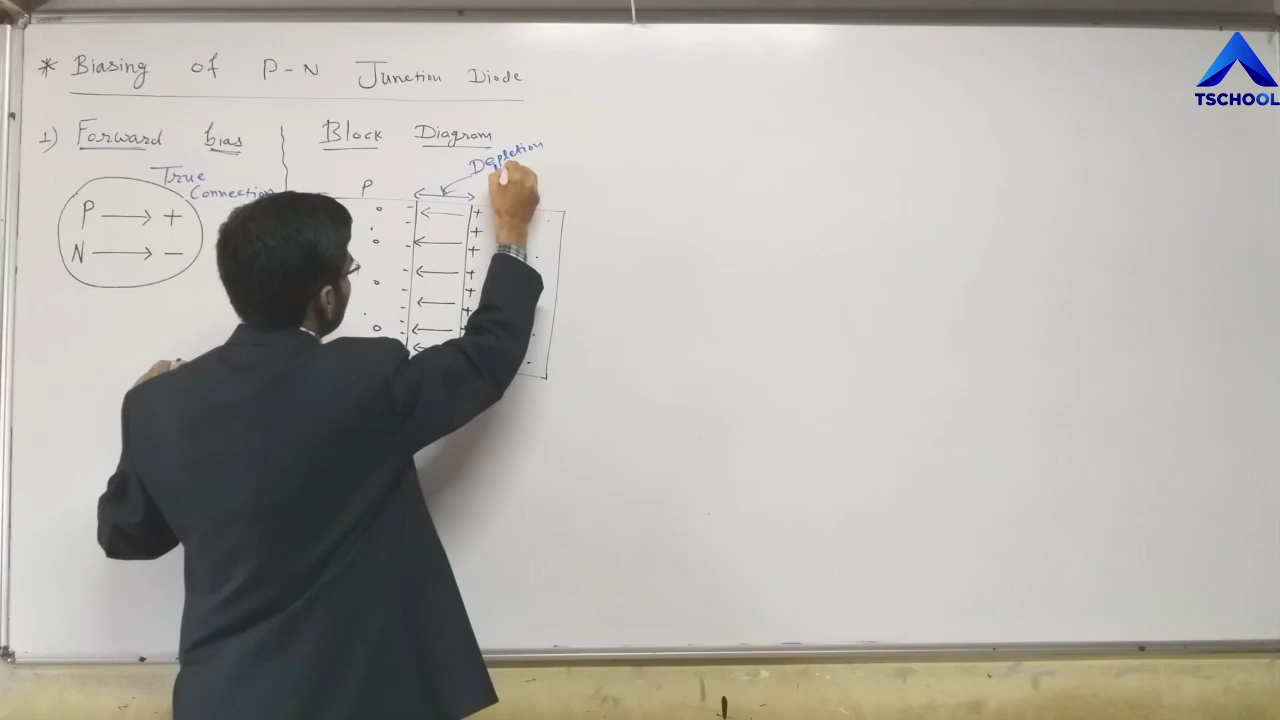 * Biasing of P-N Junction Diode
1) Forward bias
Block Diagram
True
Connection
P → +
N → -
Depletion
P
TSCHOOL